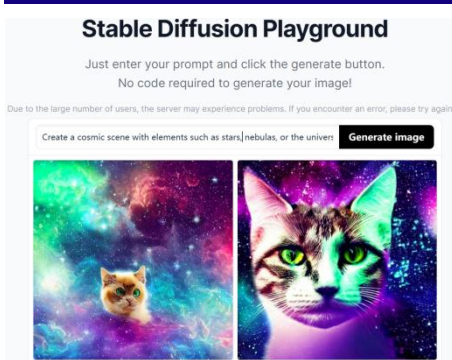 Stable Diffusion Playground
Just enter your prompt and click the generate button.
No code required to generate your image!
Due to the large number of users, the server may experience problems. If you encounter an error, please try again
Create a cosmic scene with elements such as stars, nebulas, or the univers Generate image